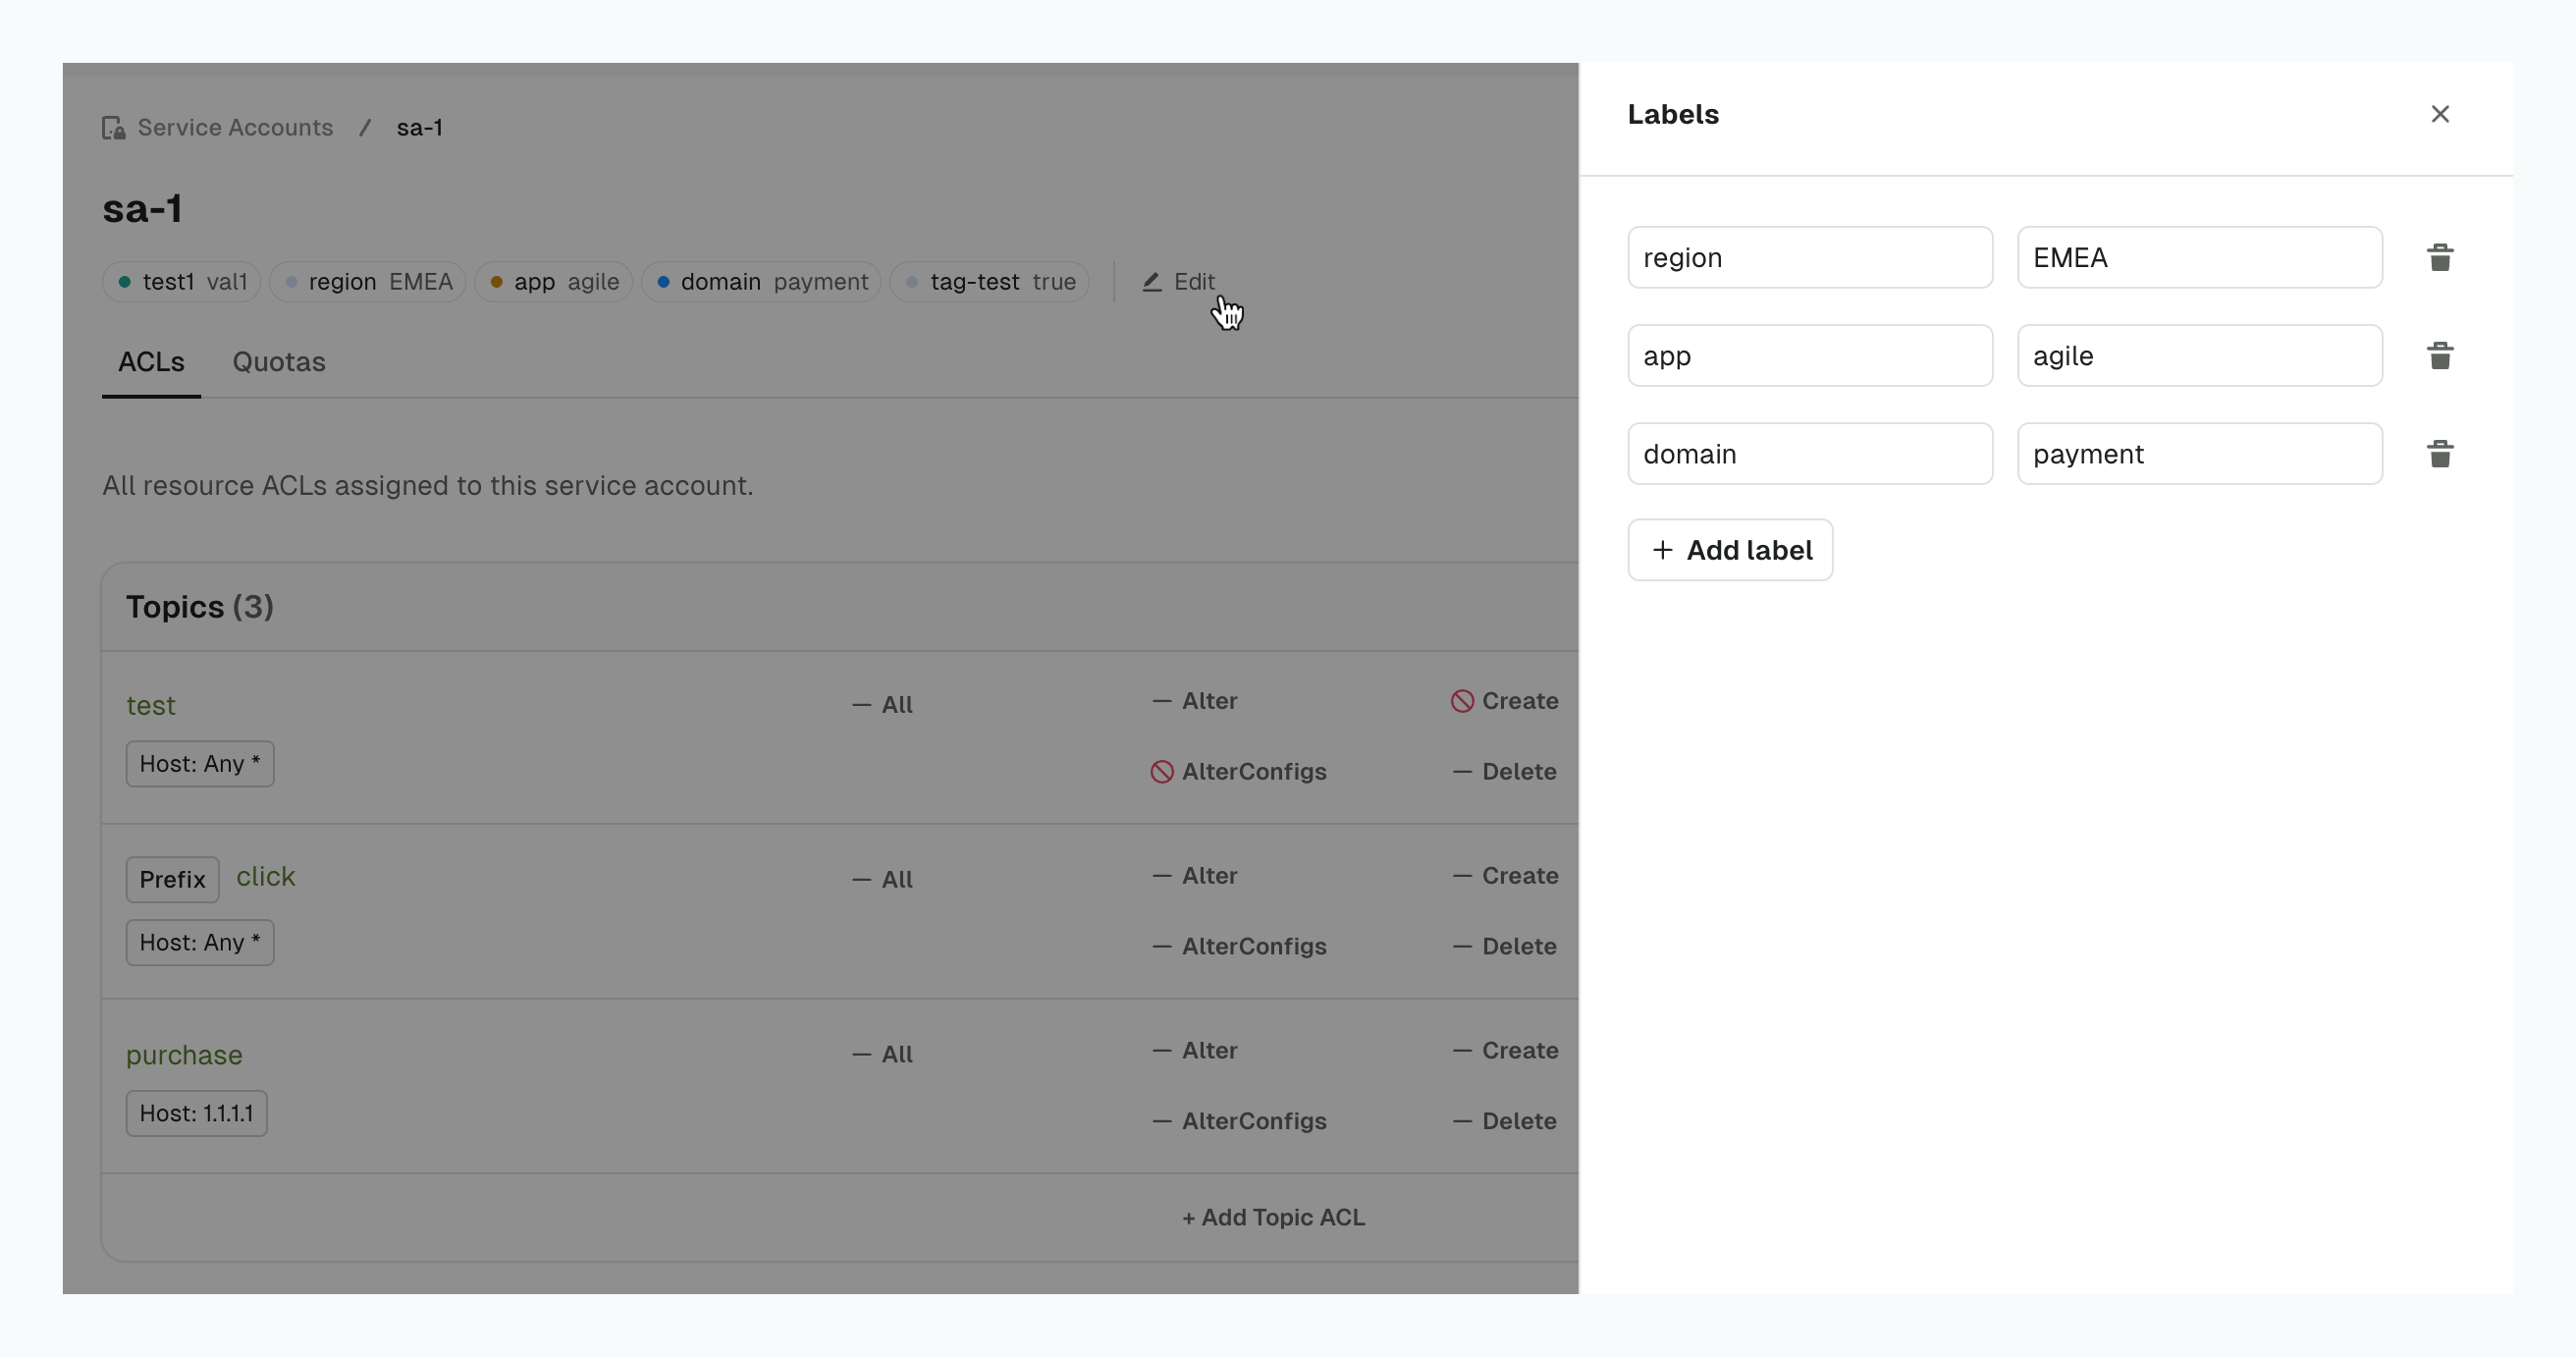 Service Accounts / sa-1
sa-1
test1 val1 region EMEA app agile domain payment tag-test true Edit
ACLs Quotas
All resource ACLs assigned to this service account.
Topics (3)
test — All — Alter Create
Host: Any * AlterConfigs — Delete
Prefix click — All — Alter — Create
Host: Any * — AlterConfigs — Delete
purchase — All — Alter — Create
Host: 1.1.1.1 — AlterConfigs — Delete
+ Add Topic ACL
Labels
region EMEA
app agile
domain payment
+ Add label